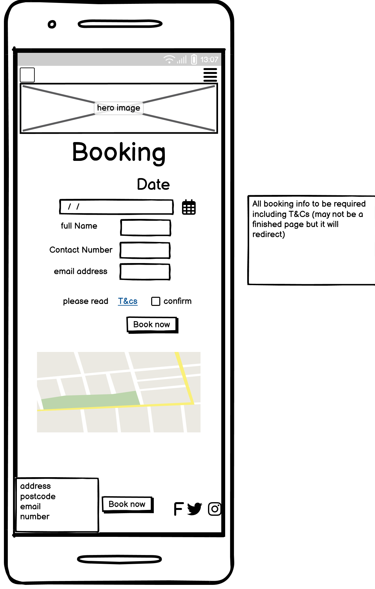 13:07
hero image
Booking
Date
/ /
full Name
Contact Number
email address
please read T&cs confirm
Book now
address
postcode
email
number
Book now
F
All booking info to be required
including T&Cs (may not be a
finished page but it will
redirect)